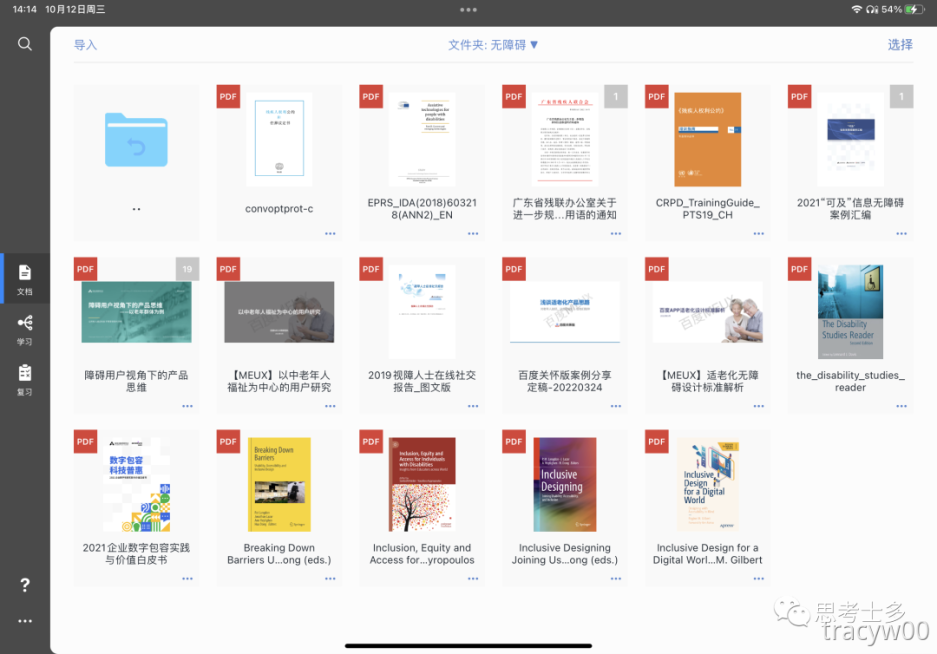 14:14 10月12日周三
54%
导入
文件夹: 无障碍▼
选择
..
PDF
convoptprot-c
PDF
Assistive technologies for people with disabilities
EPRS_IDA(2018)60321
8(ANN2)_EN
PDF
1
广东省残联办公室关于
进一步规...用语的通知
PDF
《残疾人权利公约》
CRPD_TrainingGuide_
PTS19_CH
PDF
1
2021“可及”信息无障碍
案例汇编
PDF
19
障碍用户视角下的产品思维
障碍用户视角下的产品
思维
PDF
以中老年人福祉为中心的用户研究
【MEUX】以中老年人
福祉为中心的用户研究
PDF
2019视障人士在线社交
报告_图文版
PDF
浅谈适老化产品思路
百度关怀版案例分享
定稿-20220324
PDF
百度APP适老化设计标准解析
【MEUX】适老化无障
碍设计标准解析
PDF
The Disability
Studies Reader
the_disability_studies_
reader
PDF
数字包容
科技普惠
2021企业数字包容实践
与价值白皮书
PDF
Breaking Down
Barriers
Breaking Down
Barriers U...ong (eds.)
PDF
Inclusion, Equity and
Access for Individuals
with Disabilities
Inclusion, Equity and
Access for...yropoulos
PDF
Inclusive
Designing
Inclusive Designing
Joining Us...ong (eds.)
PDF
Inclusive
Design
for a Digital
World
Inclusive Design for a
Digital Worl...M. Gilbert
文档
学习
复习
?
思考士多
tracyw00